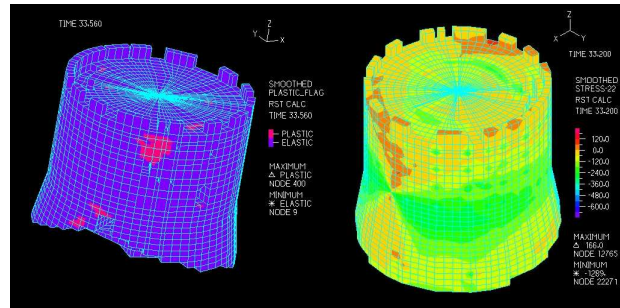 TIME 33.560
Z
Y
X
SMOOTHED
PLASTIC_FLAG
RST CALC
TIME 33.560
PLASTIC
ELASTIC
MAXIMUM
△ PLASTIC
NODE 400
MINIMUM
✳ ELASTIC
NODE 9
Z
X
Y
TIME 33.200
SMOOTHED
STRESS-22
RST CALC
TIME 33.200
120.0
0.0
-120.0
-240.0
-360.0
-480.0
-600.0
MAXIMUM
△ 166.0
NODE 12765
MINIMUM
✳ -1289.
NODE 22271